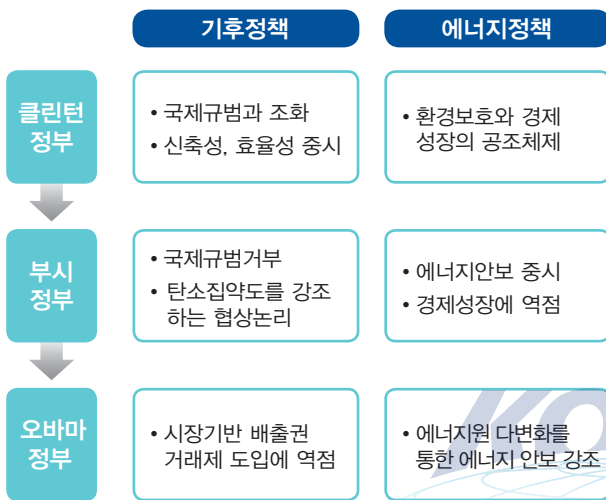 기후정책
에너지정책
클린턴
정부
• 국제규범과 조화
• 신축성, 효율성 중시
• 환경보호와 경제
성장의 공조체제
부시
정부
• 국제규범거부
• 탄소집약도를 강조
하는 협상논리
• 에너지안보 중시
• 경제성장에 역점
오바마
정부
• 시장기반 배출권
거래제 도입에 역점
• 에너지원 다변화를
통한 에너지 안보 강조